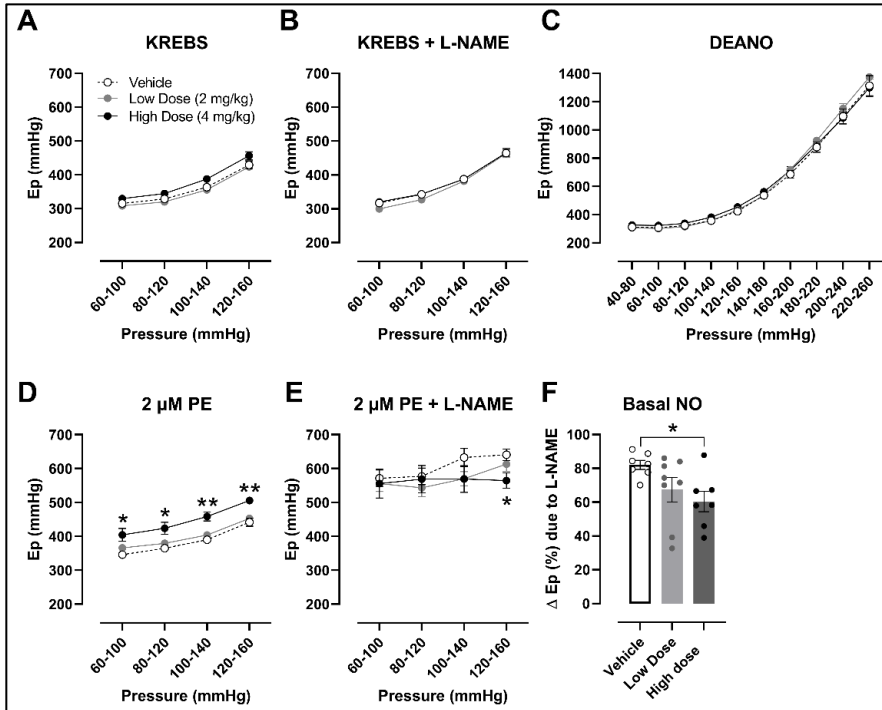 A
KREBS
Vehicle
Low Dose (2 mg/kg)
High Dose (4 mg/kg)
Ep (mmHg)
700
600
500
400
300
200
60-100
80-120
100-140
120-160
Pressure (mmHg)
B
KREBS + L-NAME
Ep (mmHg)
700
600
500
400
300
200
60-100
80-120
100-140
120-160
Pressure (mmHg)
C
DEANO
Ep (mmHg)
1400
1200
1000
800
600
400
200
40-80
60-100
80-120
100-140
120-160
140-180
160-200
180-220
200-240
220-260
Pressure (mmHg)
D
2 µM PE
Ep (mmHg)
700
600
500
400
300
200
*
*
**
**
60-100
80-120
100-140
120-160
Pressure (mmHg)
E
2 µM PE + L-NAME
Ep (mmHg)
700
600
500
400
300
200
*
60-100
80-120
100-140
120-160
Pressure (mmHg)
F
Basal NO
*
Δ Ep (%) due to L-NAME
100
80
60
40
20
0
Vehicle
Low Dose
High dose